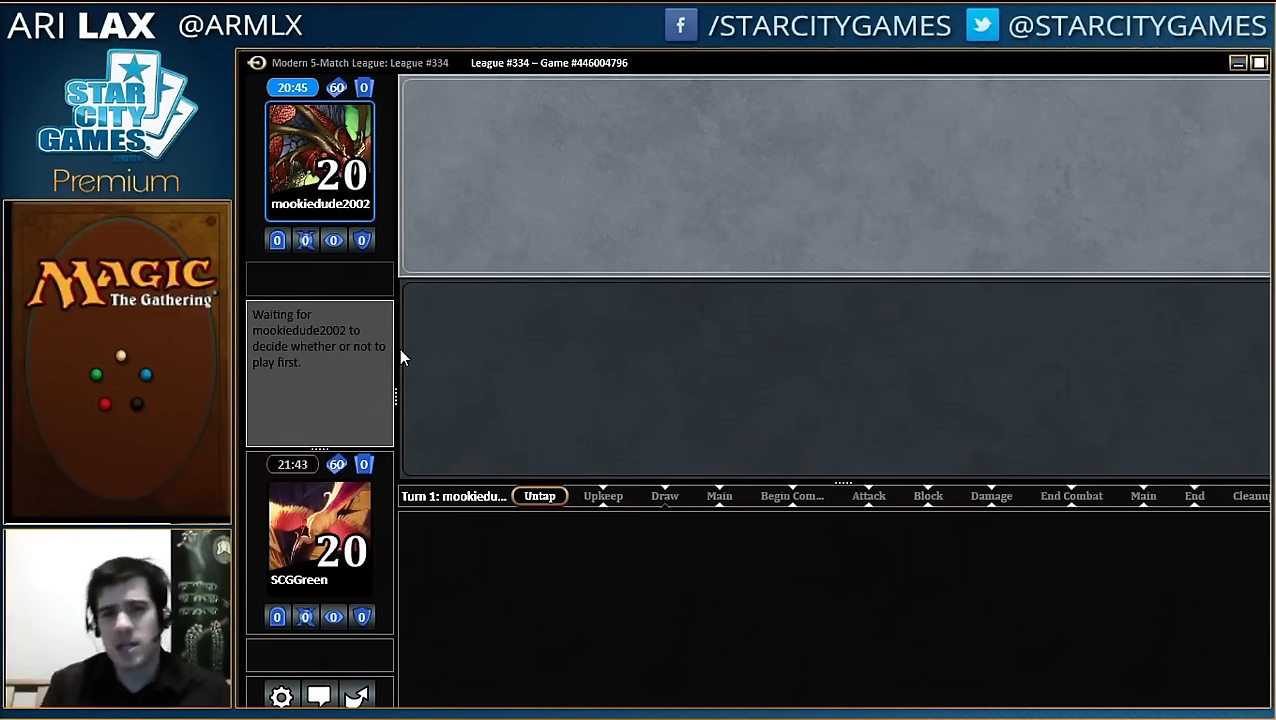 ARI LAX @ARMLX
/STARCITYGAMES @STARCITYGAMES
STAR
CITY
GAMES.
Premium
MAGIC
The Gathering
Modern 5-Match League: League #334 League #334 – Game #446004796
20:45 60 0
20
mookiedude2002
0 0 0 0
Waiting for
mookiedude2002 to
decide whether or not to
play first.
21:43 60 0
20
SCGGreen
0 0 0 0
Turn 1: mookiedu... Untap Upkeep Draw Main Begin Com... Attack Block Damage End Combat Main End Cleanup